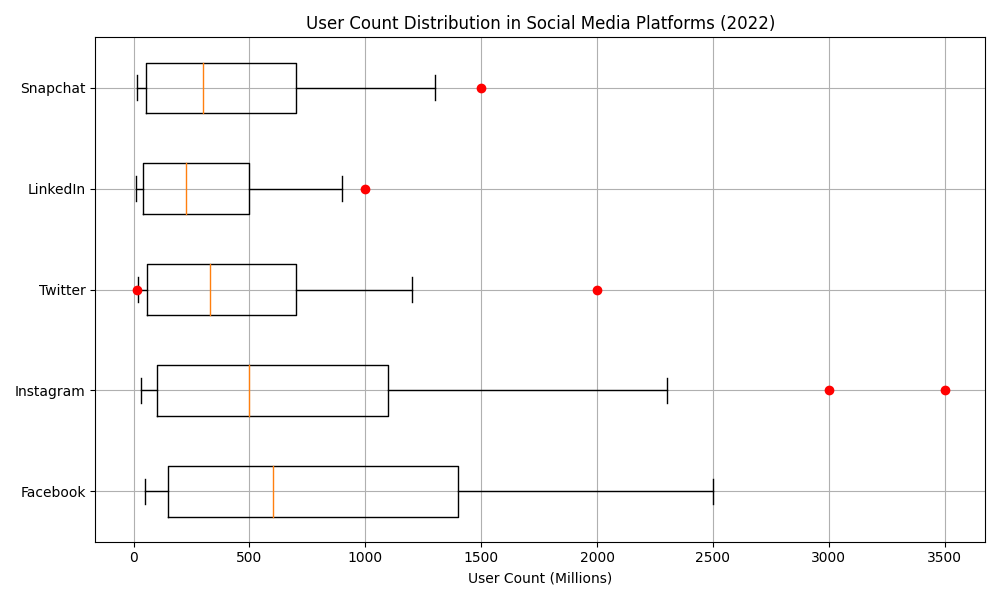 User Count Distribution in Social Media Platforms (2022)
Snapchat
LinkedIn
Twitter
Instagram
Facebook
0 500 1000 1500 2000 2500 3000 3500
User Count (Millions)